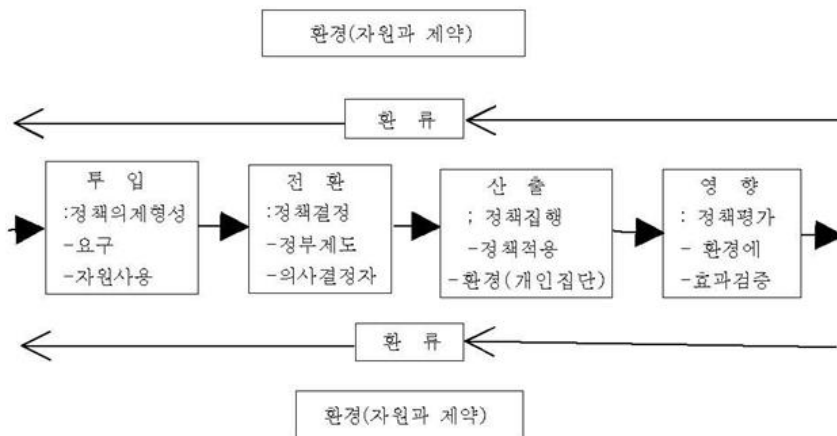 환경(자원과 제약)
환 류
투 입
:정책의제형성
-요구
-자원사용
전 환
:정책결정
-정부제도
-의사결정자
산 출
; 정책집행
-정책적용
-환경(개인집단)
영 향
: 정책평가
- 환경에
-효과검증
환 류
환경(자원과 제약)